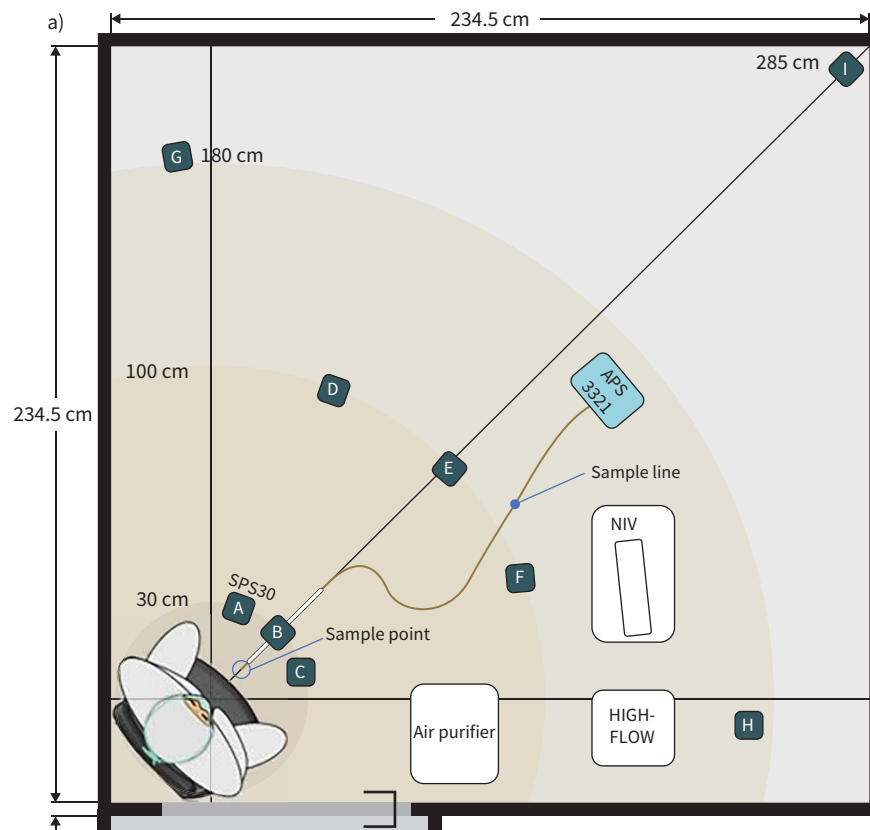 a)
234.5 cm
285 cm
I
G
180 cm
100 cm
D
APS
3321
234.5 cm
E
Sample line
NIV
F
SPS30
30 cm
A
B
Sample point
C
Air purifier
HIGH-
FLOW
H